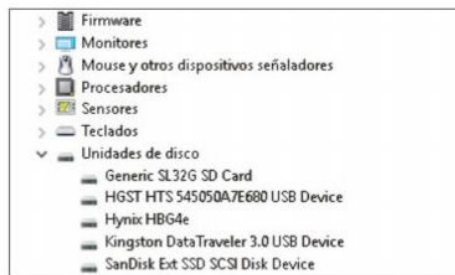 Firmware
Monitores
Mouse y otros dispositivos señaladores
Procesadores
Sensores
Teclados
Unidades de disco
Generic SL32G SD Card
HGST HTS 545050A7E680 USB Device
Hynix HBG4e
Kingston DataTraveler 3.0 USB Device
SanDisk Ext SSD SCSI Disk Device